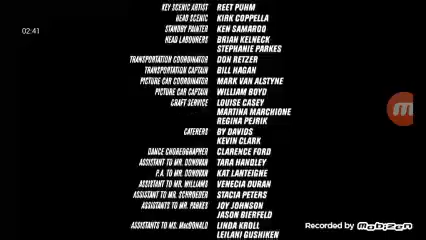 KEY SCENIC ARTIST REET PUHM
HEAD SCENIC KIRK COPPELLA
STANDBY PAINTER KEN SAMAROO
HEAD LABOURERS BRIAN KELNECK
STEPHANIE PARKES
02:41
TRANSPORTATION COORDINATOR DON RETZER
TRANSPORTATION CAPTAIN BILL HAGAN
PICTURE CAR COORDINATOR MARK VAN ALSTYNE
PICTURE CAR CAPTAIN WILLIAM BOYD
CRAFT SERVICE LOUISE CASEY
MARTINA MARCHIONE
REGINA PEJRIK
CATERERS BY DAVIDS
KEVIN CLARK
DANCE CHOREOGRAPHER CLARENCE FORD
ASSISTANT TO MR. DONOVAN TARA HANDLEY
P.A. TO MR. DONOVAN KAT LANTEIGNE
ASSISTANT TO MR. WILLIAMS VENECIA DURAN
ASSISTANT TO MR. SCHROEDER STACIA PETERS
ASSISTANTS TO MR. PARKES JOY JOHNSON
JASON BIERFELD
ASSISTANTS TO MS. MacDONALD LINDA KROLL
LEILANI GUSHIKEN
Recorded by Mobizen